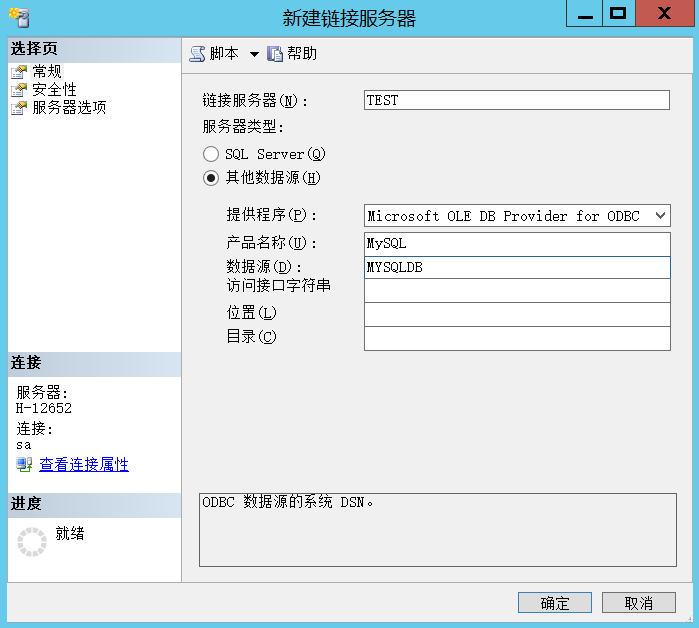 新建链接服务器
选择页
常规
安全性
服务器选项
脚本
帮助
链接服务器(N):
TEST
服务器类型:
SQL Server(Q)
其他数据源(H)
提供程序(P):
Microsoft OLE DB Provider for ODBC
产品名称(U):
MySQL
数据源(D):
MYSQLDB
访问接口字符串
位置(L)
目录(C)
连接
服务器:
H-12652
连接:
sa
查看连接属性
进度
就绪
ODBC 数据源的系统 DSN。
确定
取消